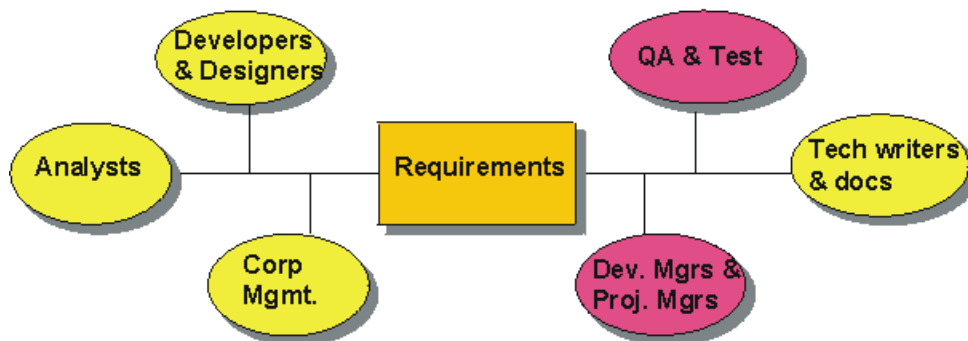 Developers
& Designers
QA & Test
Analysts
Requirements
Tech writers
& docs
Corp
Mgmt.
Dev. Mgrs &
Proj. Mgrs